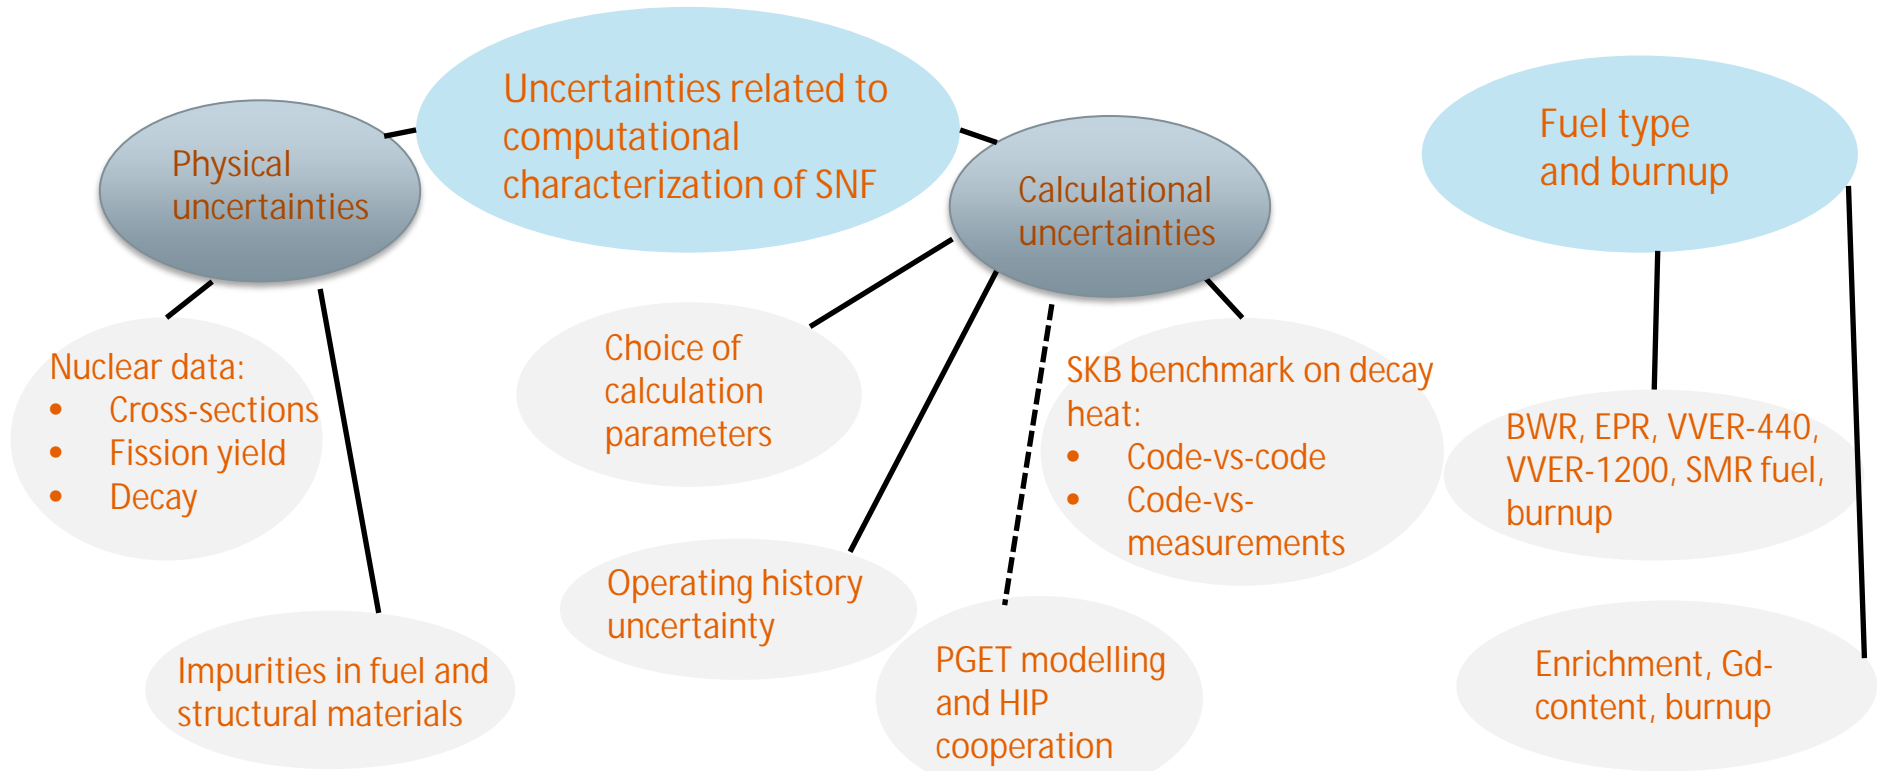 Uncertainties related to
computational
characterization of SNF
Physical
uncertainties
Calculational
uncertainties
Fuel type
and burnup
Nuclear data:
• Cross-sections
• Fission yield
• Decay
Impurities in fuel and
structural materials
Choice of
calculation
parameters
Operating history
uncertainty
PGET modelling
and HIP
cooperation
SKB benchmark on decay
heat:
• Code-vs-code
• Code-vs-
measurements
BWR, EPR, VVER-440,
VVER-1200, SMR fuel,
burnup
Enrichment, Gd-
content, burnup